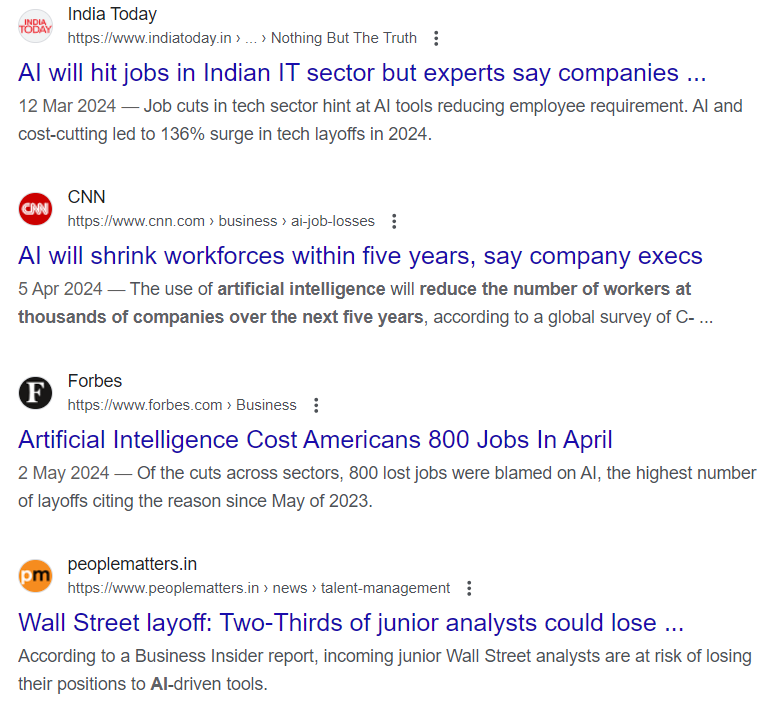 INDIA
TODAY
India Today
https://www.indiatoday.in › ... › Nothing But The Truth
AI will hit jobs in Indian IT sector but experts say companies ...
12 Mar 2024 — Job cuts in tech sector hint at AI tools reducing employee requirement. AI and
cost-cutting led to 136% surge in tech layoffs in 2024.
CNN
CNN
https://www.cnn.com › business › ai-job-losses
AI will shrink workforces within five years, say company execs
5 Apr 2024 — The use of artificial intelligence will reduce the number of workers at
thousands of companies over the next five years, according to a global survey of C- ...
F
Forbes
https://www.forbes.com › Business
Artificial Intelligence Cost Americans 800 Jobs In April
2 May 2024 — Of the cuts across sectors, 800 lost jobs were blamed on AI, the highest number
of layoffs citing the reason since May of 2023.
pm
peoplematters.in
https://www.peoplematters.in › news › talent-management
Wall Street layoff: Two-Thirds of junior analysts could lose ...
According to a Business Insider report, incoming junior Wall Street analysts are at risk of losing
their positions to AI-driven tools.